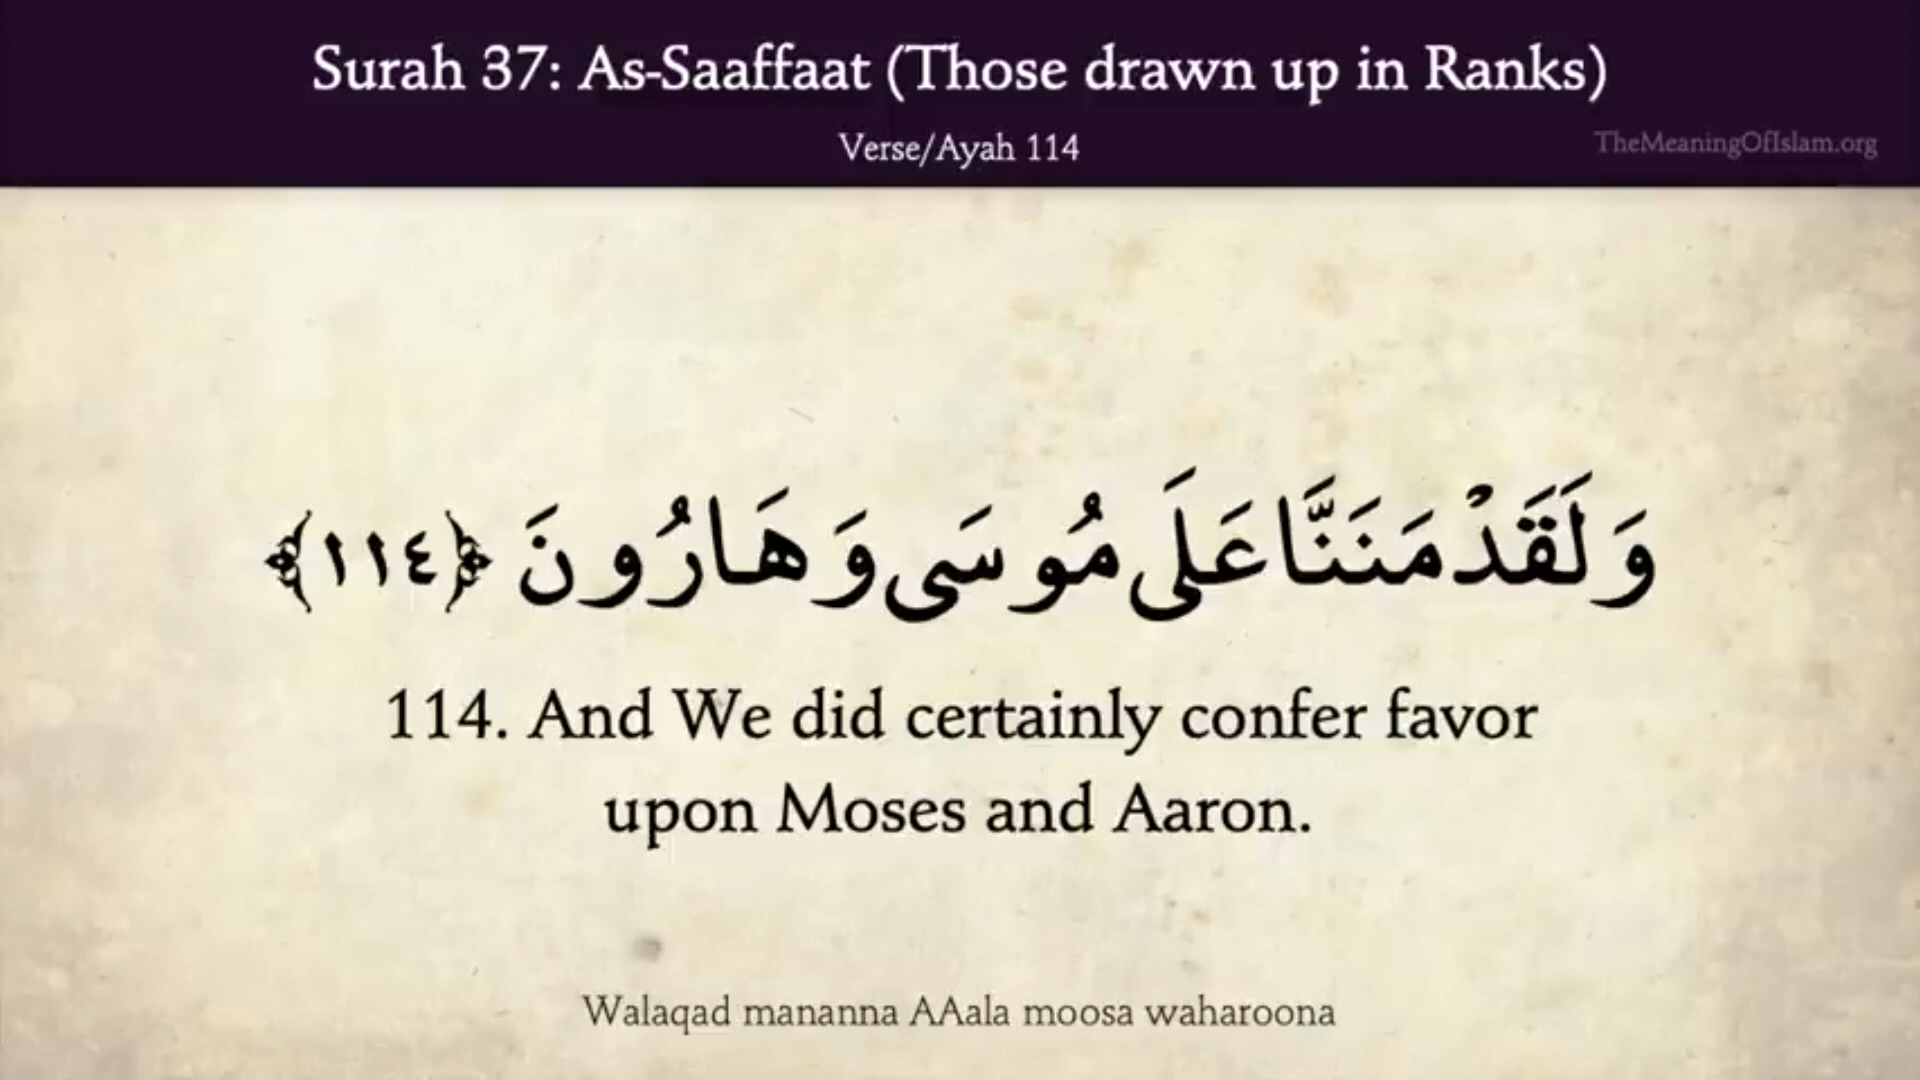 Surah 37: As-Saaffaat (Those drawn up in Ranks)
Verse/Ayah 114
TheMeaningOfIslam.org
وَلَقَدْ مَنَنَّا عَلَى مُوسَى وَهَارُونَ ﴿١١٤﴾
114. And We did certainly confer favor
upon Moses and Aaron.
Walaqad mananna AAala moosa waharoona